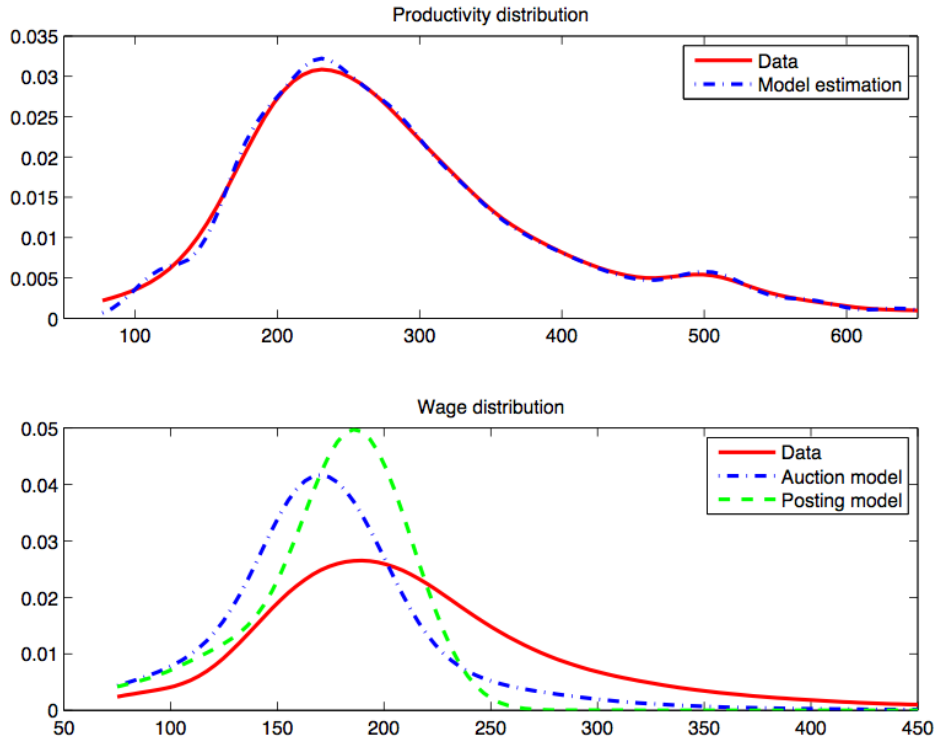 Productivity distribution
0.035
0.03
0.025
0.02
0.015
0.01
0.005
0
Data
Model estimation
100 200 300 400 500 600
Wage distribution
0.05
0.04
0.03
0.02
0.01
0
Data
Auction model
Posting model
50 100 150 200 250 300 350 400 450